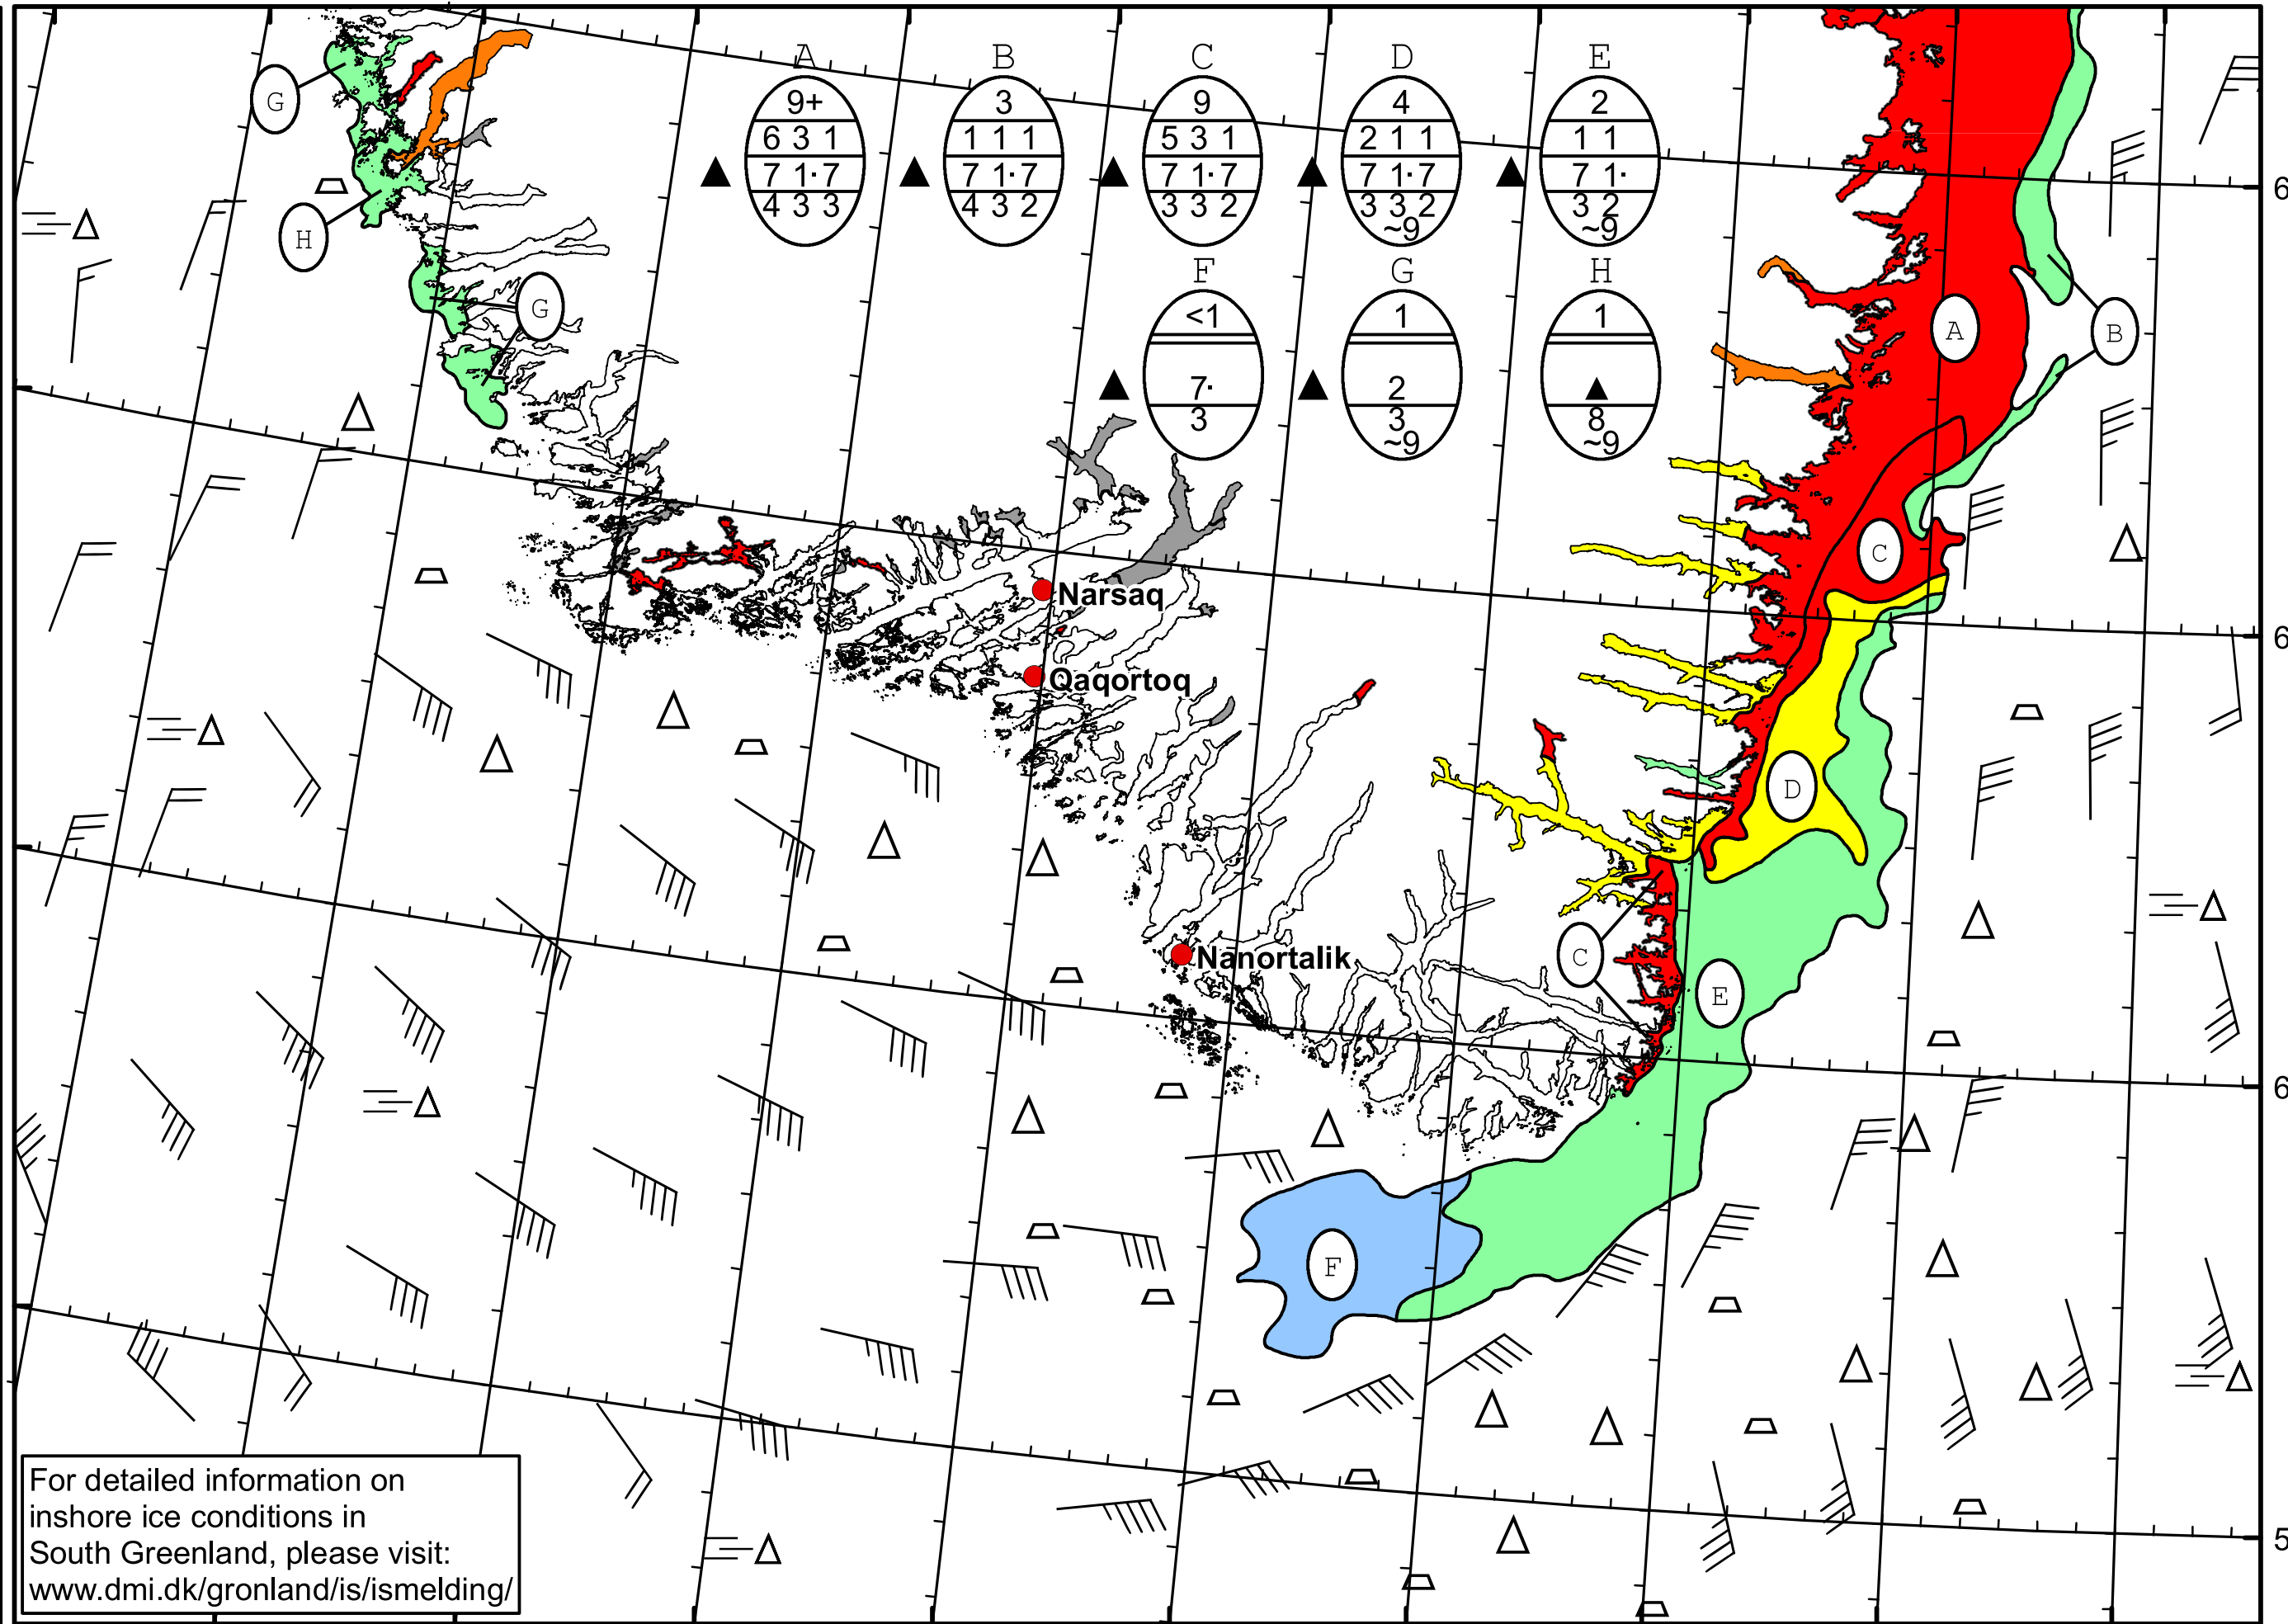 A B C D E
9+ 3 9 4 2
6 3 1 1 1 1 5 3 1 2 1 1 1 1
7 1· 7 7 1· 7 7 1· 7 7 1· 7 7 1·
4 3 3 4 3 2 3 3 2 3 3 2 3 2
~9 ~9
G
6
H
F G H
<1 1 1
7· 2 ▲
3 3 8
~9 ~9
G
A
B
C
Narsaq
6
Qaqortoq
D
Nanortalik
C
E
6
F
For detailed information on
inshore ice conditions in
South Greenland, please visit:
www.dmi.dk/gronland/is/ismelding/
5